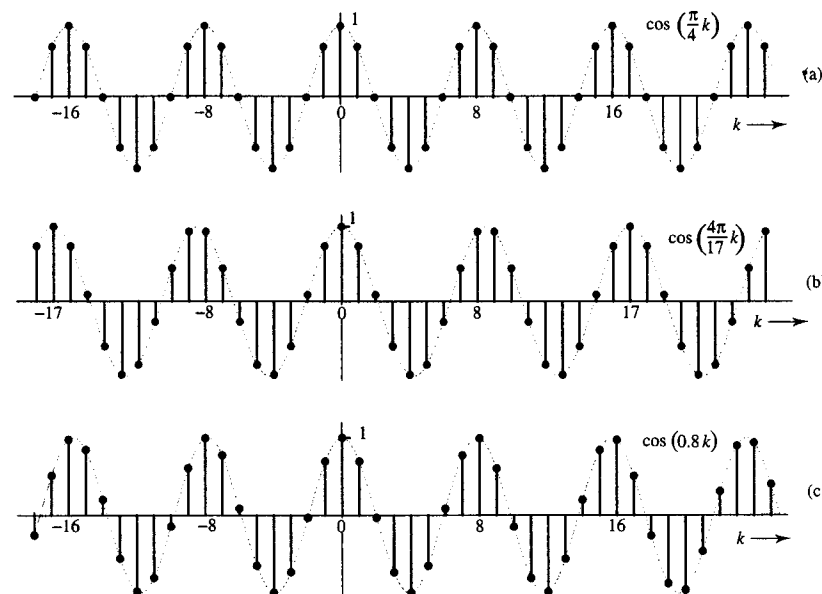 1
cos (π/4 k)
(a)
−16 −8 0 8 16
k →
1
cos (4π/17 k)
(b
−17 −8 0 8 17
k →
1
cos (0.8k)
(c
−16 −8 0 8 16
k →